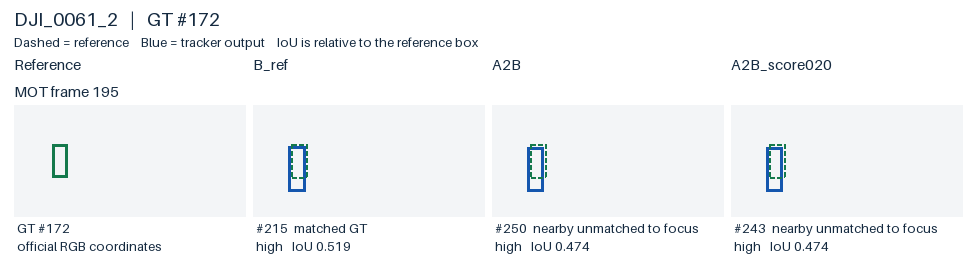 DJI_0061_2 | GT #172
Dashed = reference Blue = tracker output IoU is relative to the reference box
Reference B_ref A2B A2B_score020
MOT frame 195
GT #172 #215 matched GT #250 nearby unmatched to focus #243 nearby unmatched to focus
official RGB coordinates high IoU 0.519 high IoU 0.474 high IoU 0.474